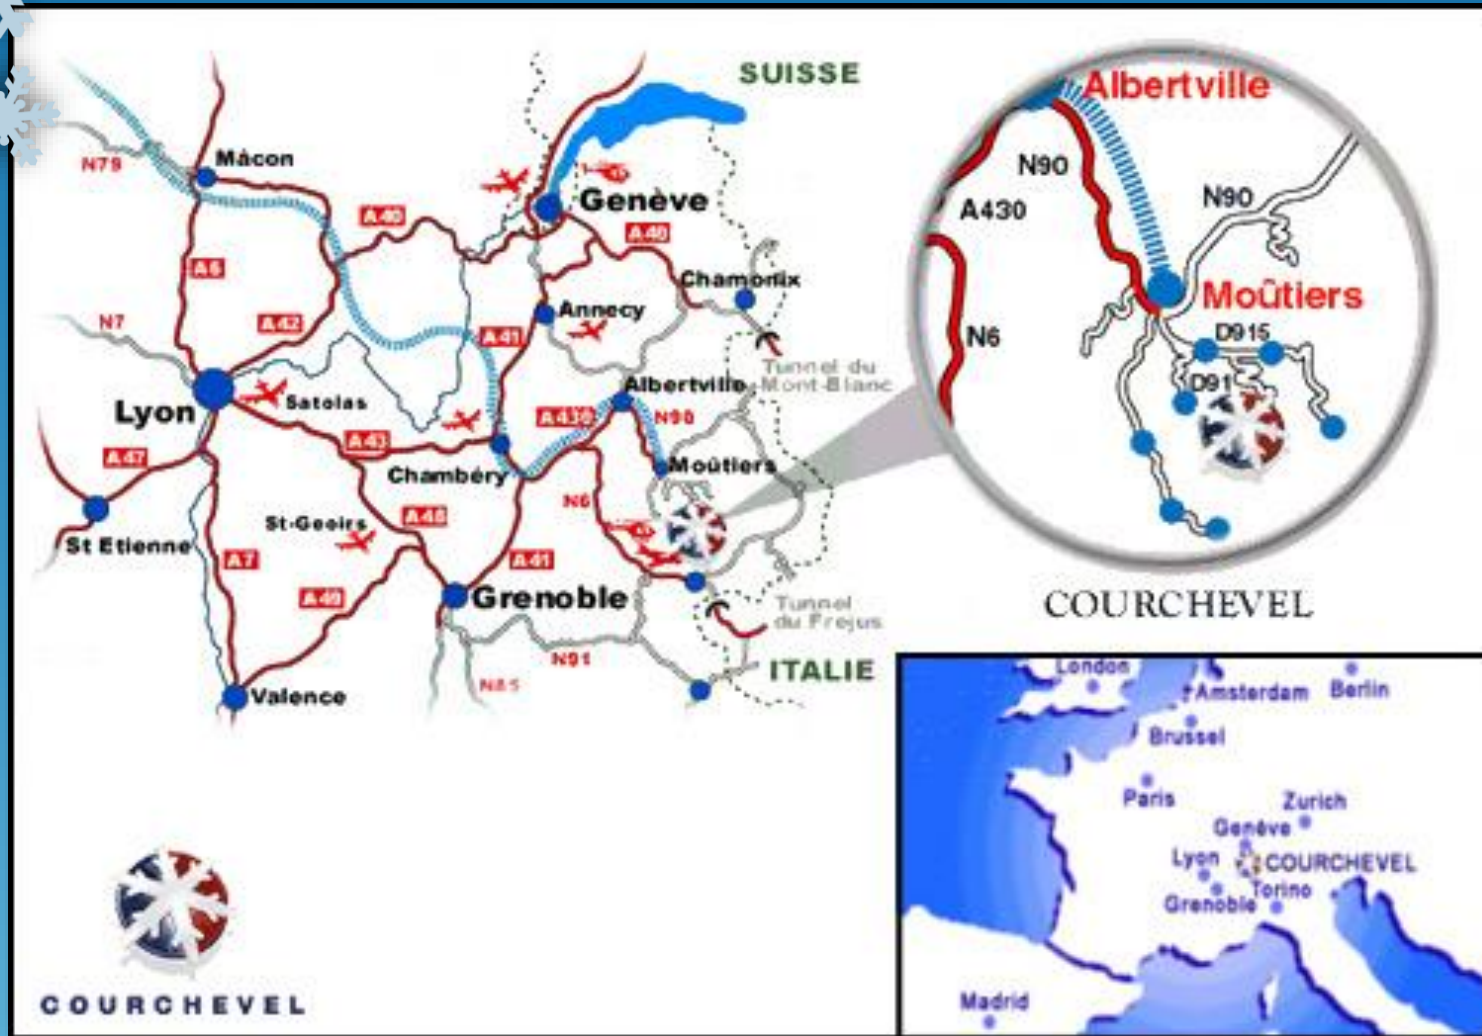 SUISSE
Mâcon
N79
Genève
A40
A40
A6
Chamonix
Annecy
N7
A42
A41
Tunnel du
Mont-Blanc
Albertville
Lyon
Satolas
A430
N90
A43
A47
Chambéry
Moûtiers
N6
St-Geoirs
A48
St Etienne
A7
A41
A49
Grenoble
Tunnel
du Frejus
N91
ITALIE
N85
Valence
Albertville
N90
N90
A430
Moûtiers
N6
D915
D91
COURCHEVEL
London
Amsterdam
Berlin
Brussel
Paris
Zurich
Genève
Lyon
COURCHEVEL
Torino
Grenoble
Madrid
COURCHEVEL